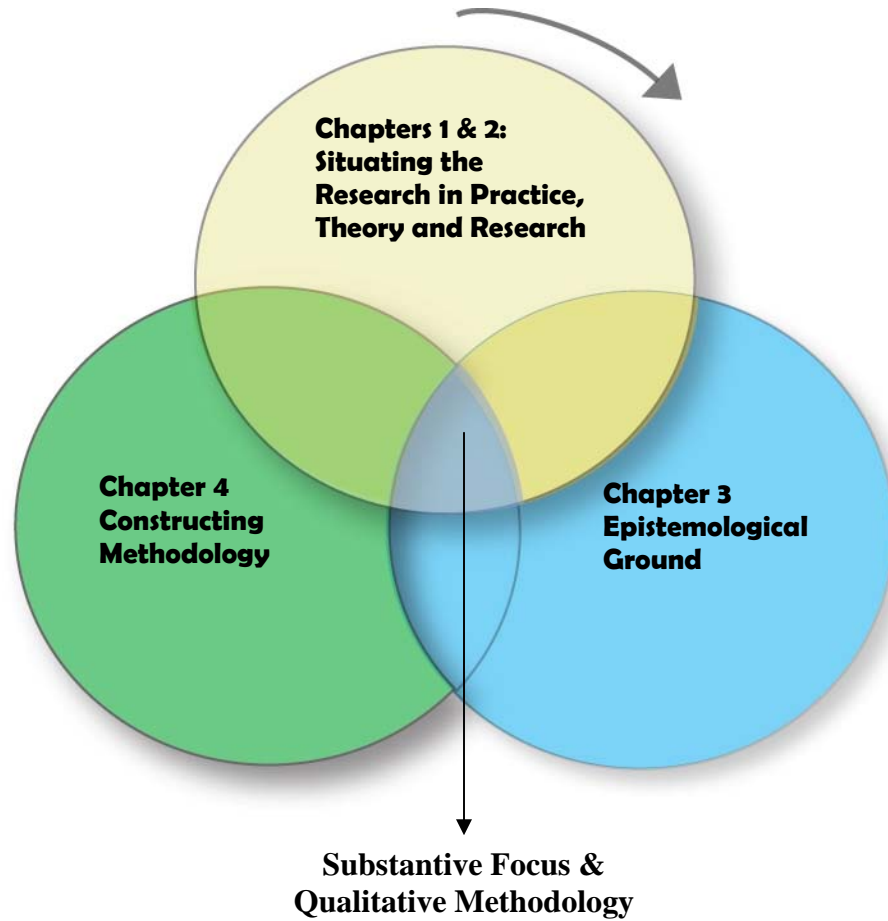 Chapters 1 & 2:
Situating the
Research in Practice,
Theory and Research
Chapter 4
Constructing
Methodology
Chapter 3
Epistemological
Ground
Substantive Focus &
Qualitative Methodology